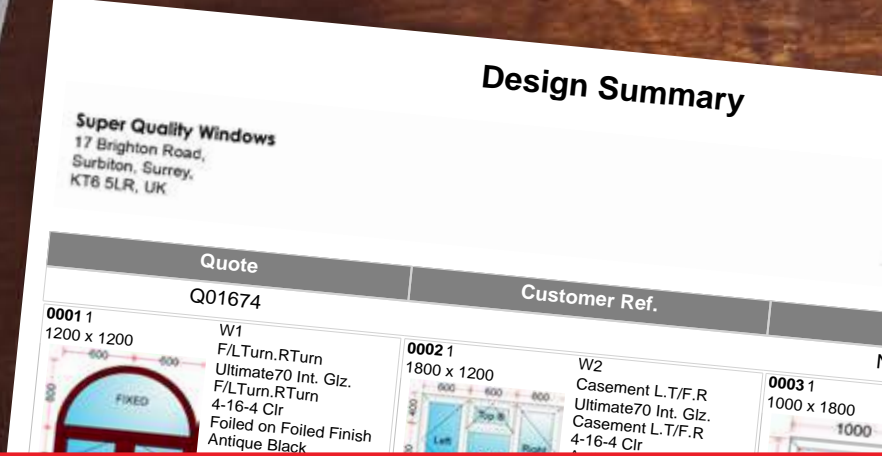 Design Summary
Super Quality Windows
17 Brighton Road,
Surbiton, Surrey,
KT6 5LR, UK
Quote
Customer Ref.
Q01674
0001 1
1200 x 1200
600
600
800
FIXED
W1
F/LTurn.RTurn
Ultimate70 Int. Glz.
F/LTurn.RTurn
4-16-4 Clr
Foiled on Foiled Finish
Antique Black
0002 1
1800 x 1200
600
600
600
400
Left
Top B
Right
W2
Casement L.T/F.R
Ultimate70 Int. Glz.
Casement L.T/F.R
4-16-4 Clr
0003 1
1000 x 1800
1000